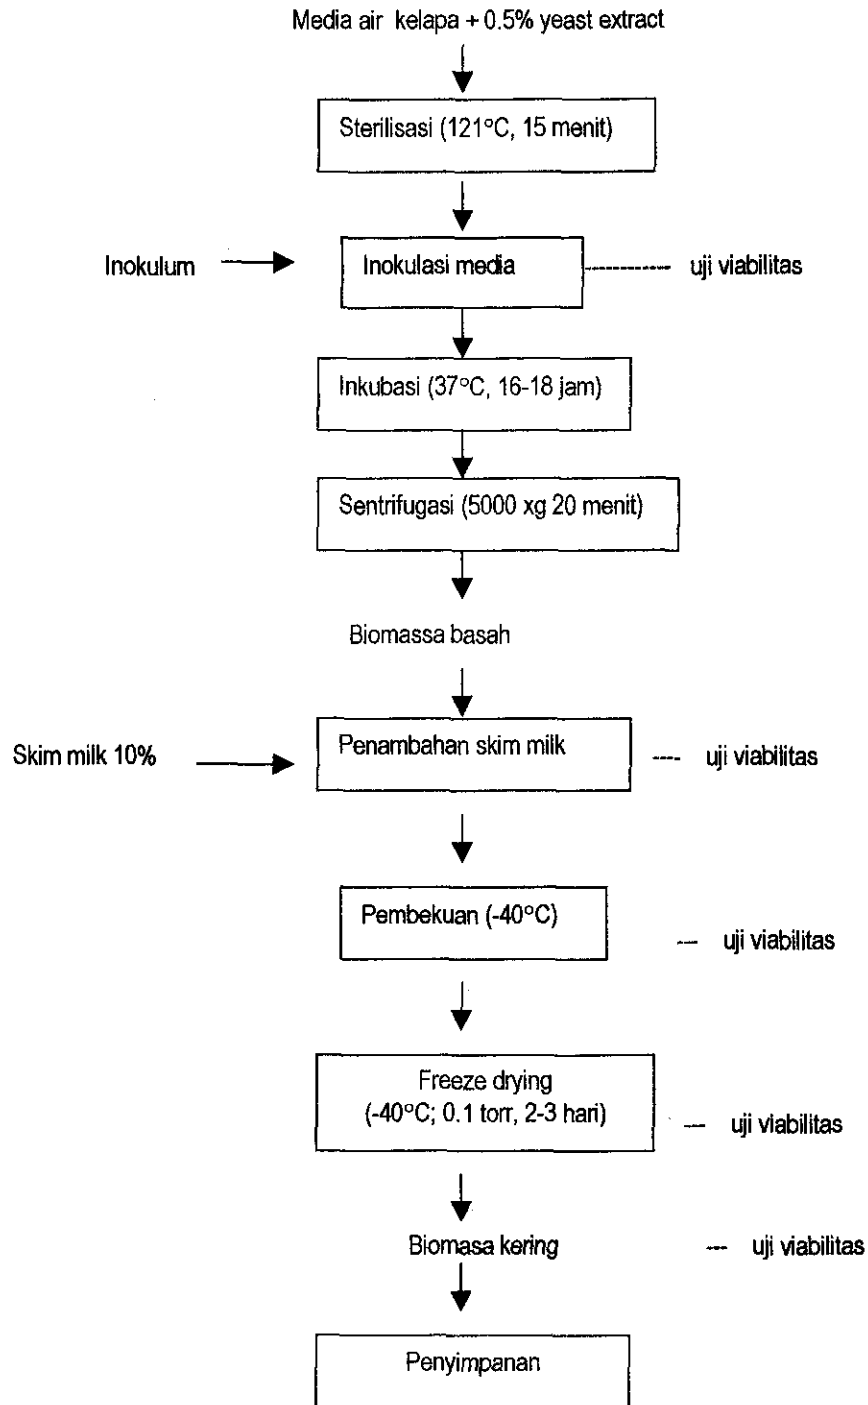 Media air kelapa + 0.5% yeast extract
Sterilisasi (121°C, 15 menit)
Inokulum
Inokulasi media
uji viabilitas
Inkubasi (37°C, 16-18 jam)
Sentrifugasi (5000 xg 20 menit)
Biomassa basah
Skim milk 10%
Penambahan skim milk
uji viabilitas
Pembekuan (-40°C)
uji viabilitas
Freeze drying
(-40°C; 0.1 torr, 2-3 hari)
uji viabilitas
Biomasa kering
uji viabilitas
Penyimpanan